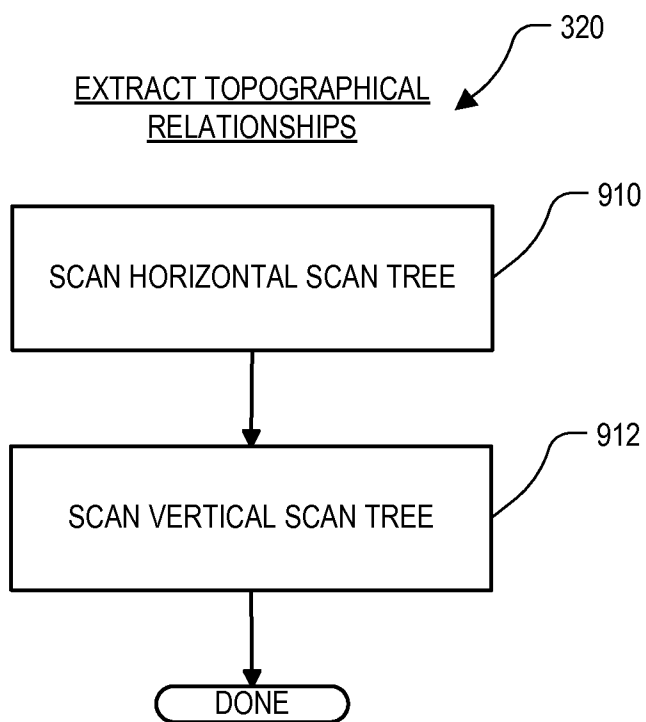 320
EXTRACT TOPOGRAPHICAL
RELATIONSHIPS
910
SCAN HORIZONTAL SCAN TREE
912
SCAN VERTICAL SCAN TREE
DONE